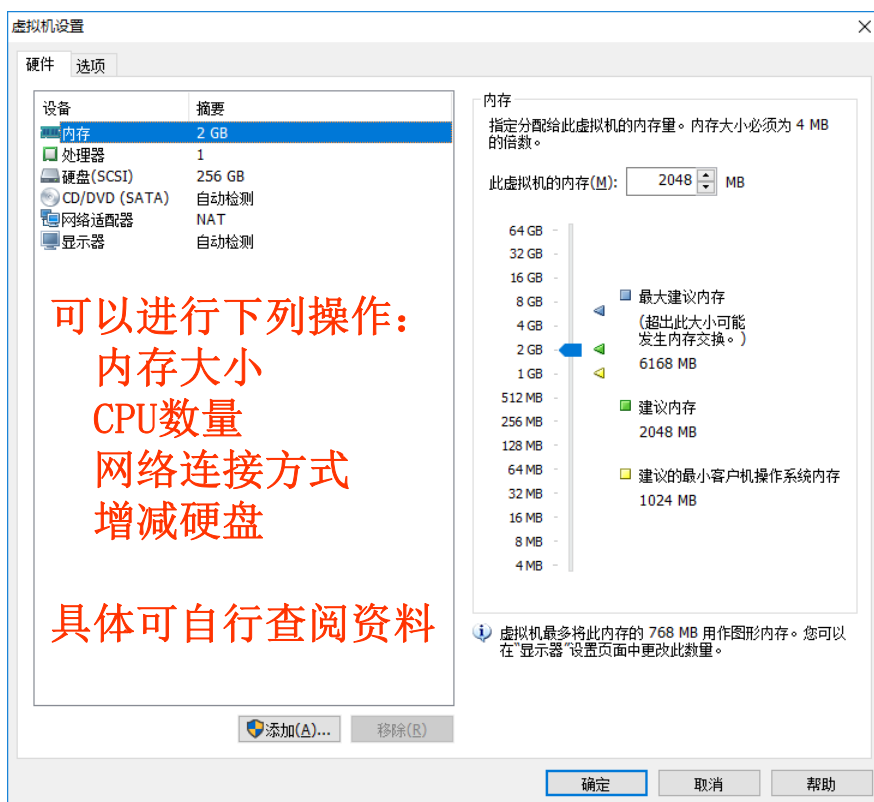 虚拟机设置
硬件 选项
设备 摘要
内存 2 GB
处理器 1
硬盘(SCSI) 256 GB
CD/DVD (SATA) 自动检测
网络适配器 NAT
显示器 自动检测
可以进行下列操作：
内存大小
CPU数量
网络连接方式
增减硬盘
具体可自行查阅资料
添加(A)... 移除(R)
内存
指定分配给此虚拟机的内存量。内存大小必须为 4 MB
的倍数。
此虚拟机的内存(M): 2048 MB
64 GB
32 GB
16 GB
8 GB
4 GB
2 GB
1 GB
512 MB
256 MB
128 MB
64 MB
32 MB
16 MB
8 MB
4 MB
最大建议内存
(超出此大小可能
发生内存交换。)
6168 MB
建议内存
2048 MB
建议的最小客户机操作系统内存
1024 MB
虚拟机最多将此内存的 768 MB 用作图形内存。您可以
在"显示器"设置页面中更改此数量。
确定 取消 帮助